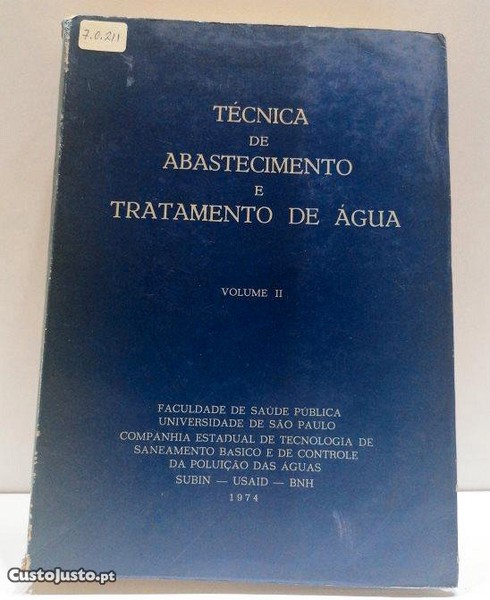 7.0.211
TÉCNICA
DE
ABASTECIMENTO
E
TRATAMENTO DE ÁGUA
VOLUME II
FACULDADE DE SAÚDE PÚBLICA
UNIVERSIDADE DE SÃO PAULO
COMPANHIA ESTADUAL DE TECNOLOGIA DE
SANEAMENTO BASICO E DE CONTROLE
DA POLUIÇÃO DAS ÁGUAS
SUBIN — USAID — BNH
1974
CustoJusto.pt